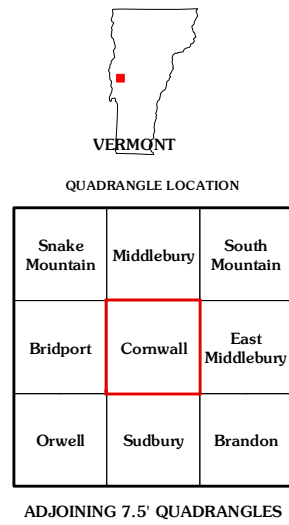 VERMONT
QUADRANGLE LOCATION
Snake
Mountain
Middlebury
South
Mountain
Bridport
Cornwall
East
Middlebury
Orwell
Sudbury
Brandon
ADJOINING 7.5' QUADRANGLES